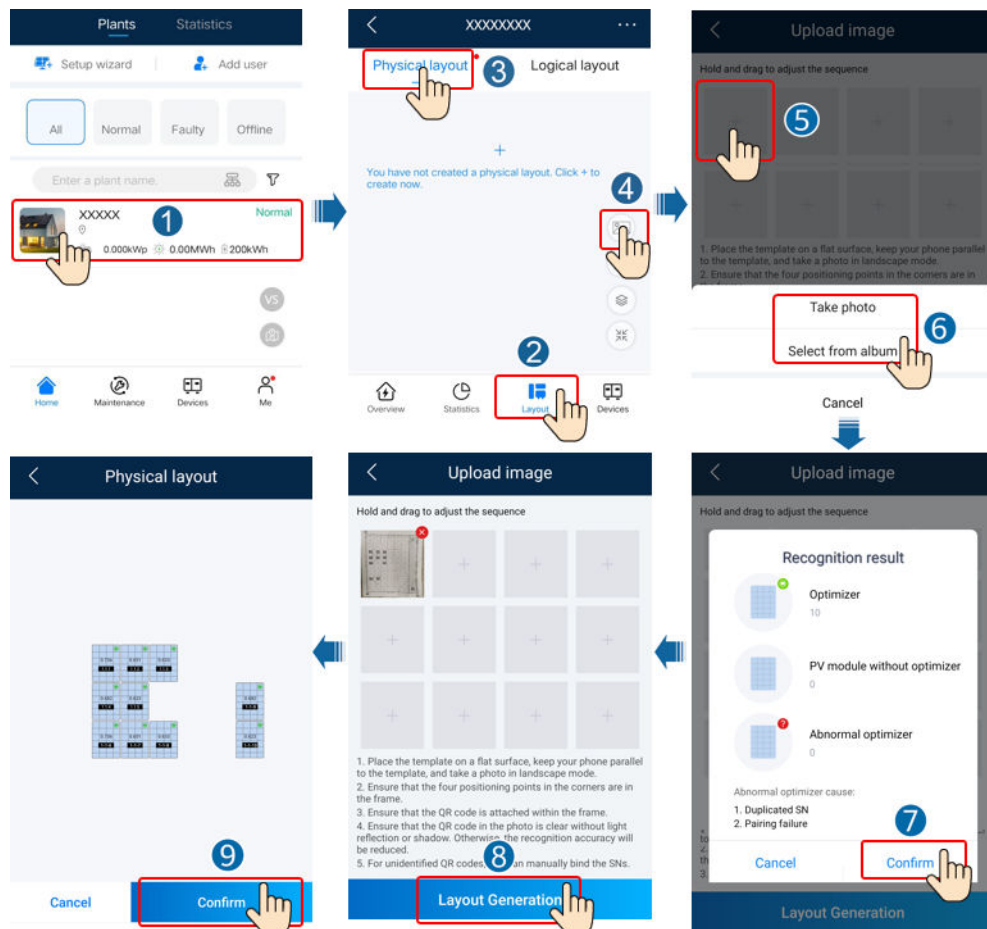 Plants
Statistics
Setup wizard
Add user
All
Normal
Faulty
Offline
Enter a plant name.
XXXXX
1
Normal
0.000kWp
0.00MWh
200kWh
VS
Home
Maintenance
Devices
Me
XXXXXXXX
Physical layout
3
Logical layout
+
You have not created a physical layout. Click + to
create now.
4
2
Overview
Statistics
Layout
Devices
Upload image
Hold and drag to adjust the sequence
5
1. Place the template on a flat surface, keep your phone parallel
to the template, and take a photo in landscape mode.
2. Ensure that the four positioning points in the corners are in
Take photo
6
Select from album
Cancel
Physical layout
9
Cancel
Confirm
Upload image
Hold and drag to adjust the sequence
1. Place the template on a flat surface, keep your phone parallel
to the template, and take a photo in landscape mode.
2. Ensure that the four positioning points in the corners are in
the frame.
3. Ensure that the QR code is attached within the frame.
4. Ensure that the QR code in the photo is clear without light
reflection or shadow. Otherwise, the recognition accuracy will
be reduced.
5. For unidentified QR codes, an manually bind the SNs.
8
Layout Generation
Upload image
Hold and drag to adjust the sequence
Recognition result
Optimizer
10
PV module without optimizer
0
?
Abnormal optimizer
0
Abnormal optimizer cause:
1. Duplicated SN
2. Pairing failure
7
Cancel
Confirm
Layout Generation